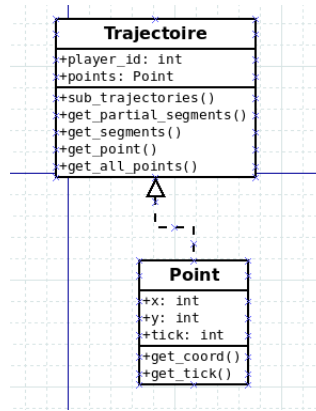 Trajectoire
+player_id: int
+points: Point
+sub_trajectories()
+get_partial_segments()
+get_segments()
+get_point()
+get_all_points()
Point
+x: int
+y: int
+tick: int
+get_coord()
+get_tick()